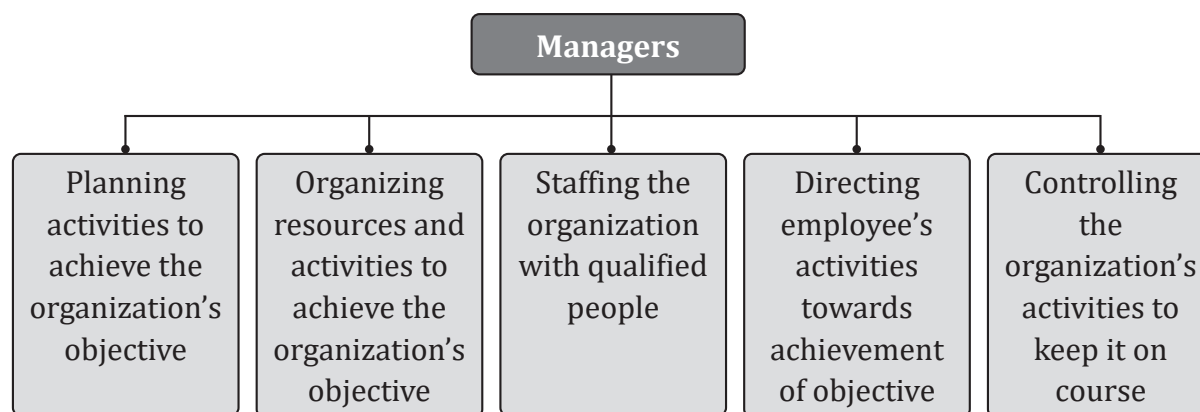 Managers
Planning
activities to
achieve the
organization’s
objective
Organizing
resources and
activities to
achieve the
organization’s
objective
Staffing the
organization
with qualified
people
Directing
employee’s
activities
towards
achievement
of objective
Controlling
the
organization’s
activities to
keep it on
course